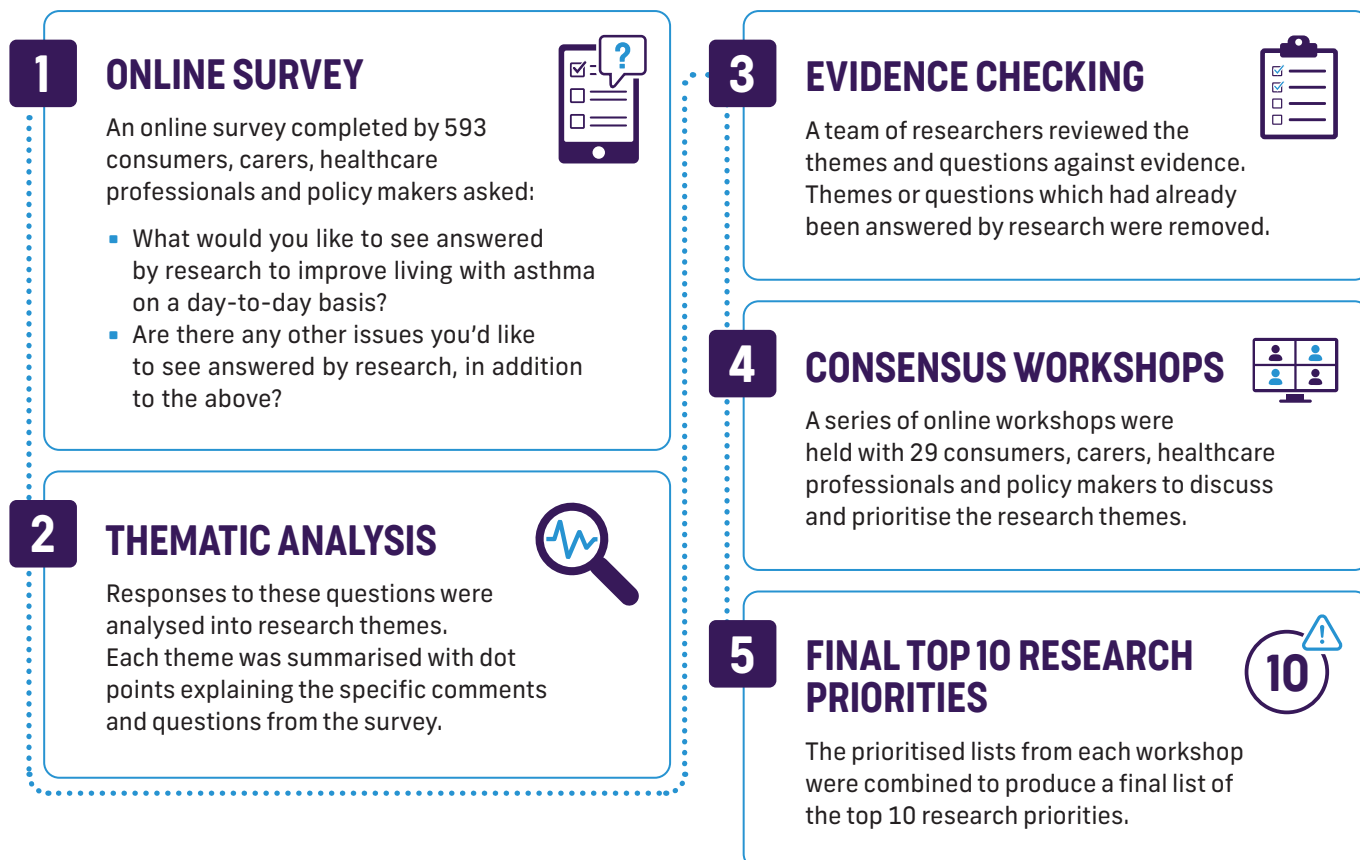 1
ONLINE SURVEY
?
An online survey completed by 593
consumers, carers, healthcare
professionals and policy makers asked:
▪ What would you like to see answered
by research to improve living with asthma
on a day-to-day basis?
▪ Are there any other issues you'd like
to see answered by research, in addition
to the above?
2
THEMATIC ANALYSIS
Responses to these questions were
analysed into research themes.
Each theme was summarised with dot
points explaining the specific comments
and questions from the survey.
3
EVIDENCE CHECKING
A team of researchers reviewed the
themes and questions against evidence.
Themes or questions which had already
been answered by research were removed.
4
CONSENSUS WORKSHOPS
A series of online workshops were
held with 29 consumers, carers, healthcare
professionals and policy makers to discuss
and prioritise the research themes.
5
FINAL TOP 10 RESEARCH
PRIORITIES
10
!
The prioritised lists from each workshop
were combined to produce a final list of
the top 10 research priorities.